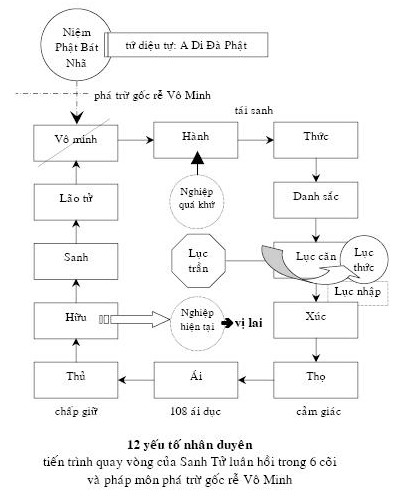 Niệm
Phật Bát
Nhã
tứ diệu tự: A Di Đà Phật
phá trừ gốc rễ Vô Minh
tái sanh
Vô minh
Hành
Thức
Nghiệp
quá khứ
Lão tử
Danh sắc
Sanh
Lục
trần
Lục căn
Lục
thức
Lục nhập
Hữu
Nghiệp
hiện tại
vị lai
Xúc
Thủ
Ái
Thọ
chấp giữ
108 ái dục
cảm giác
12 yếu tố nhân duyên
tiến trình quay vòng của Sanh Tử luân hồi trong 6 cõi
và pháp môn phá trừ gốc rễ Vô Minh